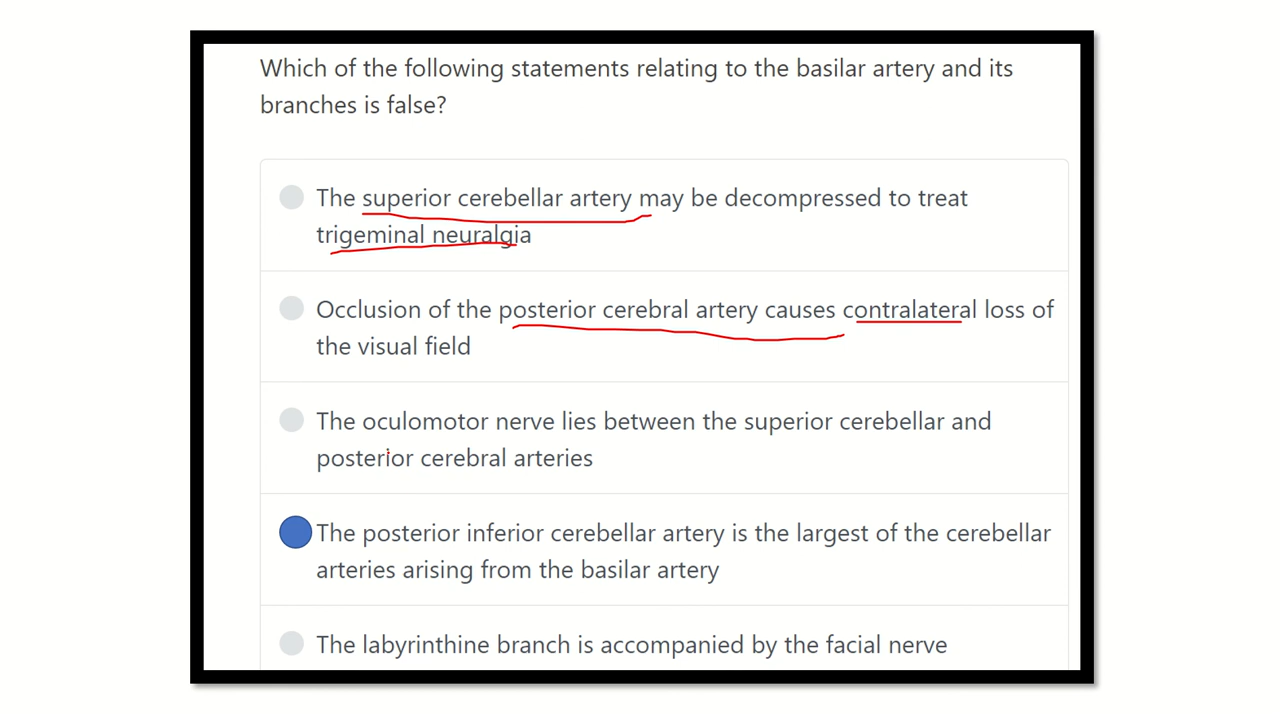 Which of the following statements relating to the basilar artery and its
branches is false?
The superior cerebellar artery may be decompressed to treat
trigeminal neuralgia
Occlusion of the posterior cerebral artery causes contralateral loss of
the visual field
The oculomotor nerve lies between the superior cerebellar and
posterior cerebral arteries
The posterior inferior cerebellar artery is the largest of the cerebellar
arteries arising from the basilar artery
The labyrinthine branch is accompanied by the facial nerve